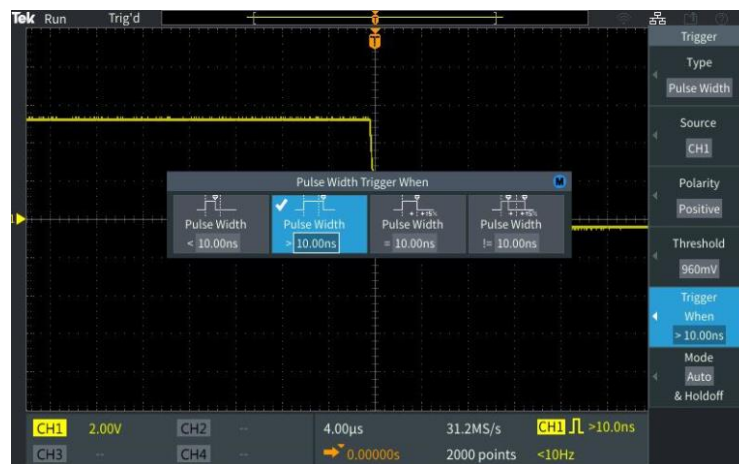 Tek Run Trig'd
T
T
Trigger
Type
Pulse Width
Source
CH1
Polarity
Positive
Threshold
960mV
Trigger
When
> 10.00ns
Mode
Auto
& Holdoff
1
Pulse Width Trigger When M
Pulse Width
< 10.00ns
Pulse Width
> 10.00ns
+15%
Pulse Width
= 10.00ns
+15%
Pulse Width
!= 10.00ns
CH1 2.00V CH2 -- 4.00µs 31.2MS/s CH1 >10.0ns
CH3 -- CH4 -- 0.00000s 2000 points <10Hz